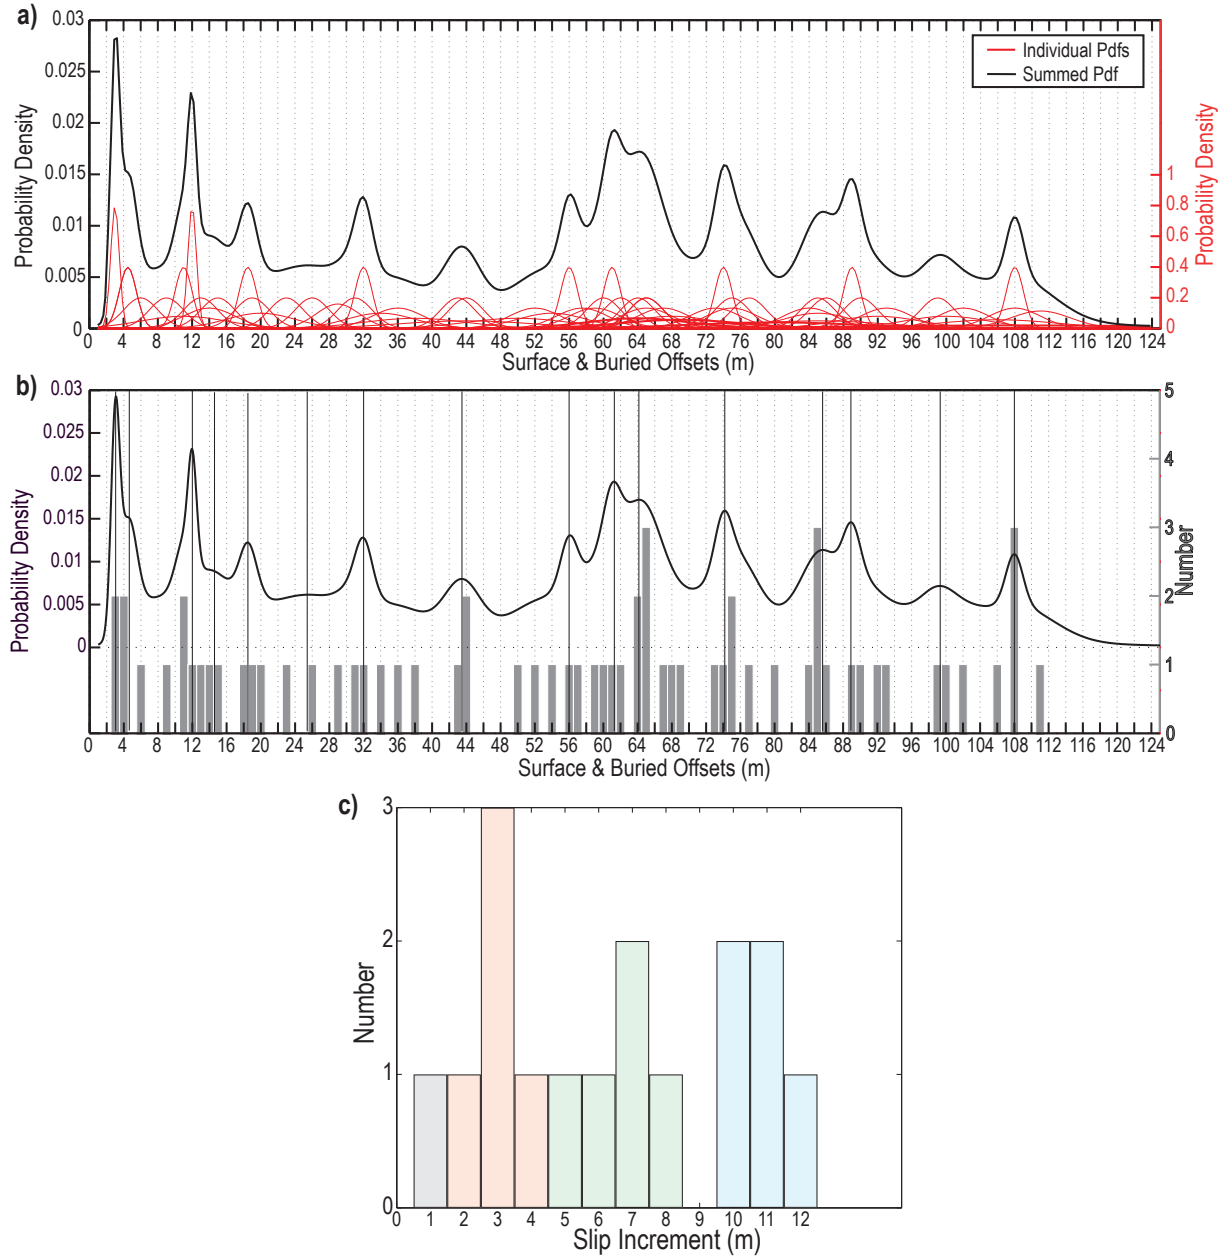 a)
0.03
0.025
0.02
0.015
0.01
0.005
0
Probability Density
Individual Pdfs
Summed Pdf
1
0.8
0.6
0.4
0.2
0
Probability Density
0 4 8 12 16 20 24 28 32 36 40 44 48 52 56 60 64 68 72 76 80 84 88 92 96 100 104 108 112 116 120 124
Surface & Buried Offsets (m)
b)
0.03
0.025
0.02
0.015
0.01
0.005
0
Probability Density
5
4
3
2
1
0
Number
0 4 8 12 16 20 24 28 32 36 40 44 48 52 56 60 64 68 72 76 80 84 88 92 96 100 104 108 112 116 120 124
Surface & Buried Offsets (m)
c)
3
2
1
0
Number
0 1 2 3 4 5 6 7 8 9 10 11 12
Slip Increment (m)